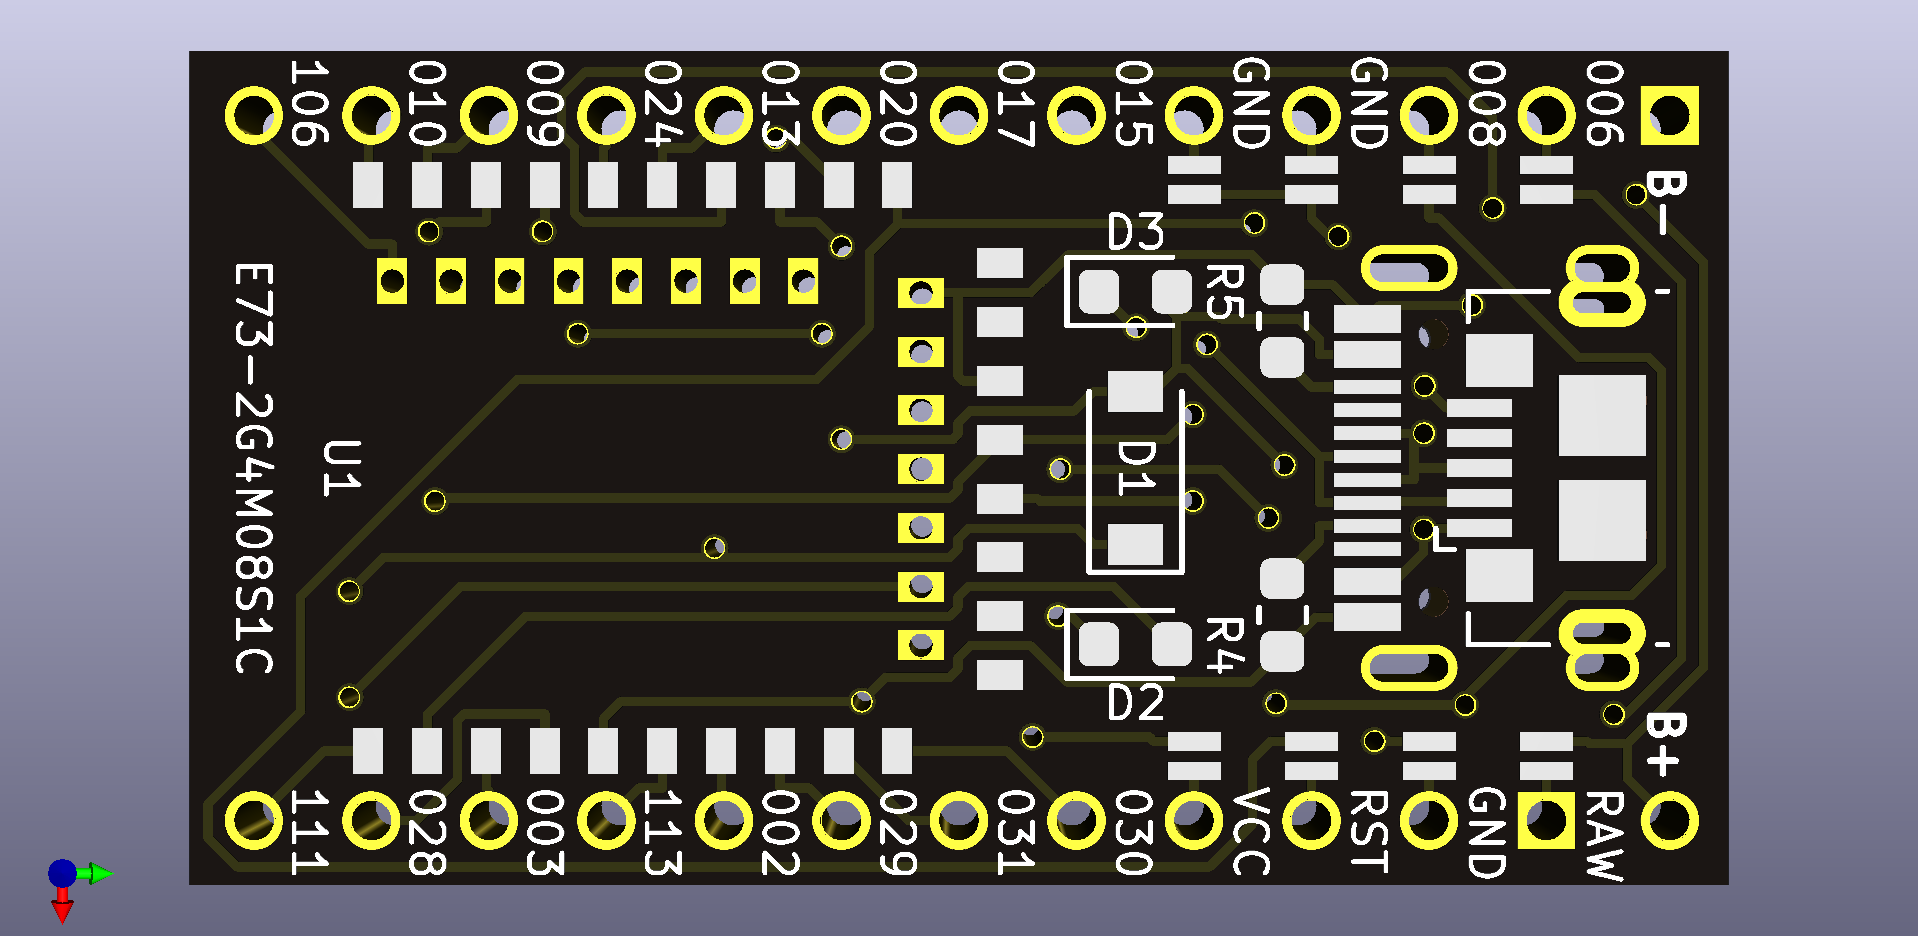 106
010
009
024
013
020
017
015
GND
GND
008
006
B-
D3
R5
E73-2G4M08S1C
U1
D1
R4
D2
B+
111
028
003
113
002
029
031
030
VCC
RST
GND
RAW